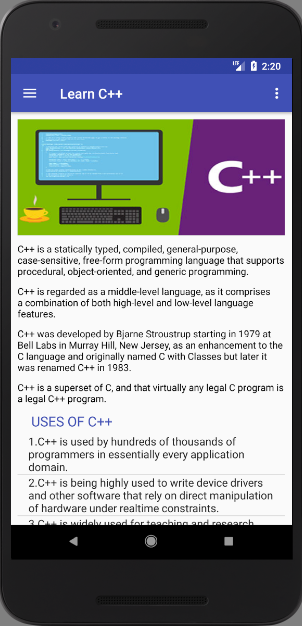 LTE 2:20
Learn C++
C++
C++ is a statically typed, compiled, general-purpose,
case-sensitive, free-form programming language that supports
procedural, object-oriented, and generic programming.
C++ is regarded as a middle-level language, as it comprises
a combination of both high-level and low-level language
features.
C++ was developed by Bjarne Stroustrup starting in 1979 at
Bell Labs in Murray Hill, New Jersey, as an enhancement to the
C language and originally named C with Classes but later it
was renamed C++ in 1983.
C++ is a superset of C, and that virtually any legal C program is
a legal C++ program.
USES OF C++
1.C++ is used by hundreds of thousands of
programmers in essentially every application
domain.
2.C++ is being highly used to write device drivers
and other software that rely on direct manipulation
of hardware under realtime constraints.
3.C++ is widely used for teaching and research